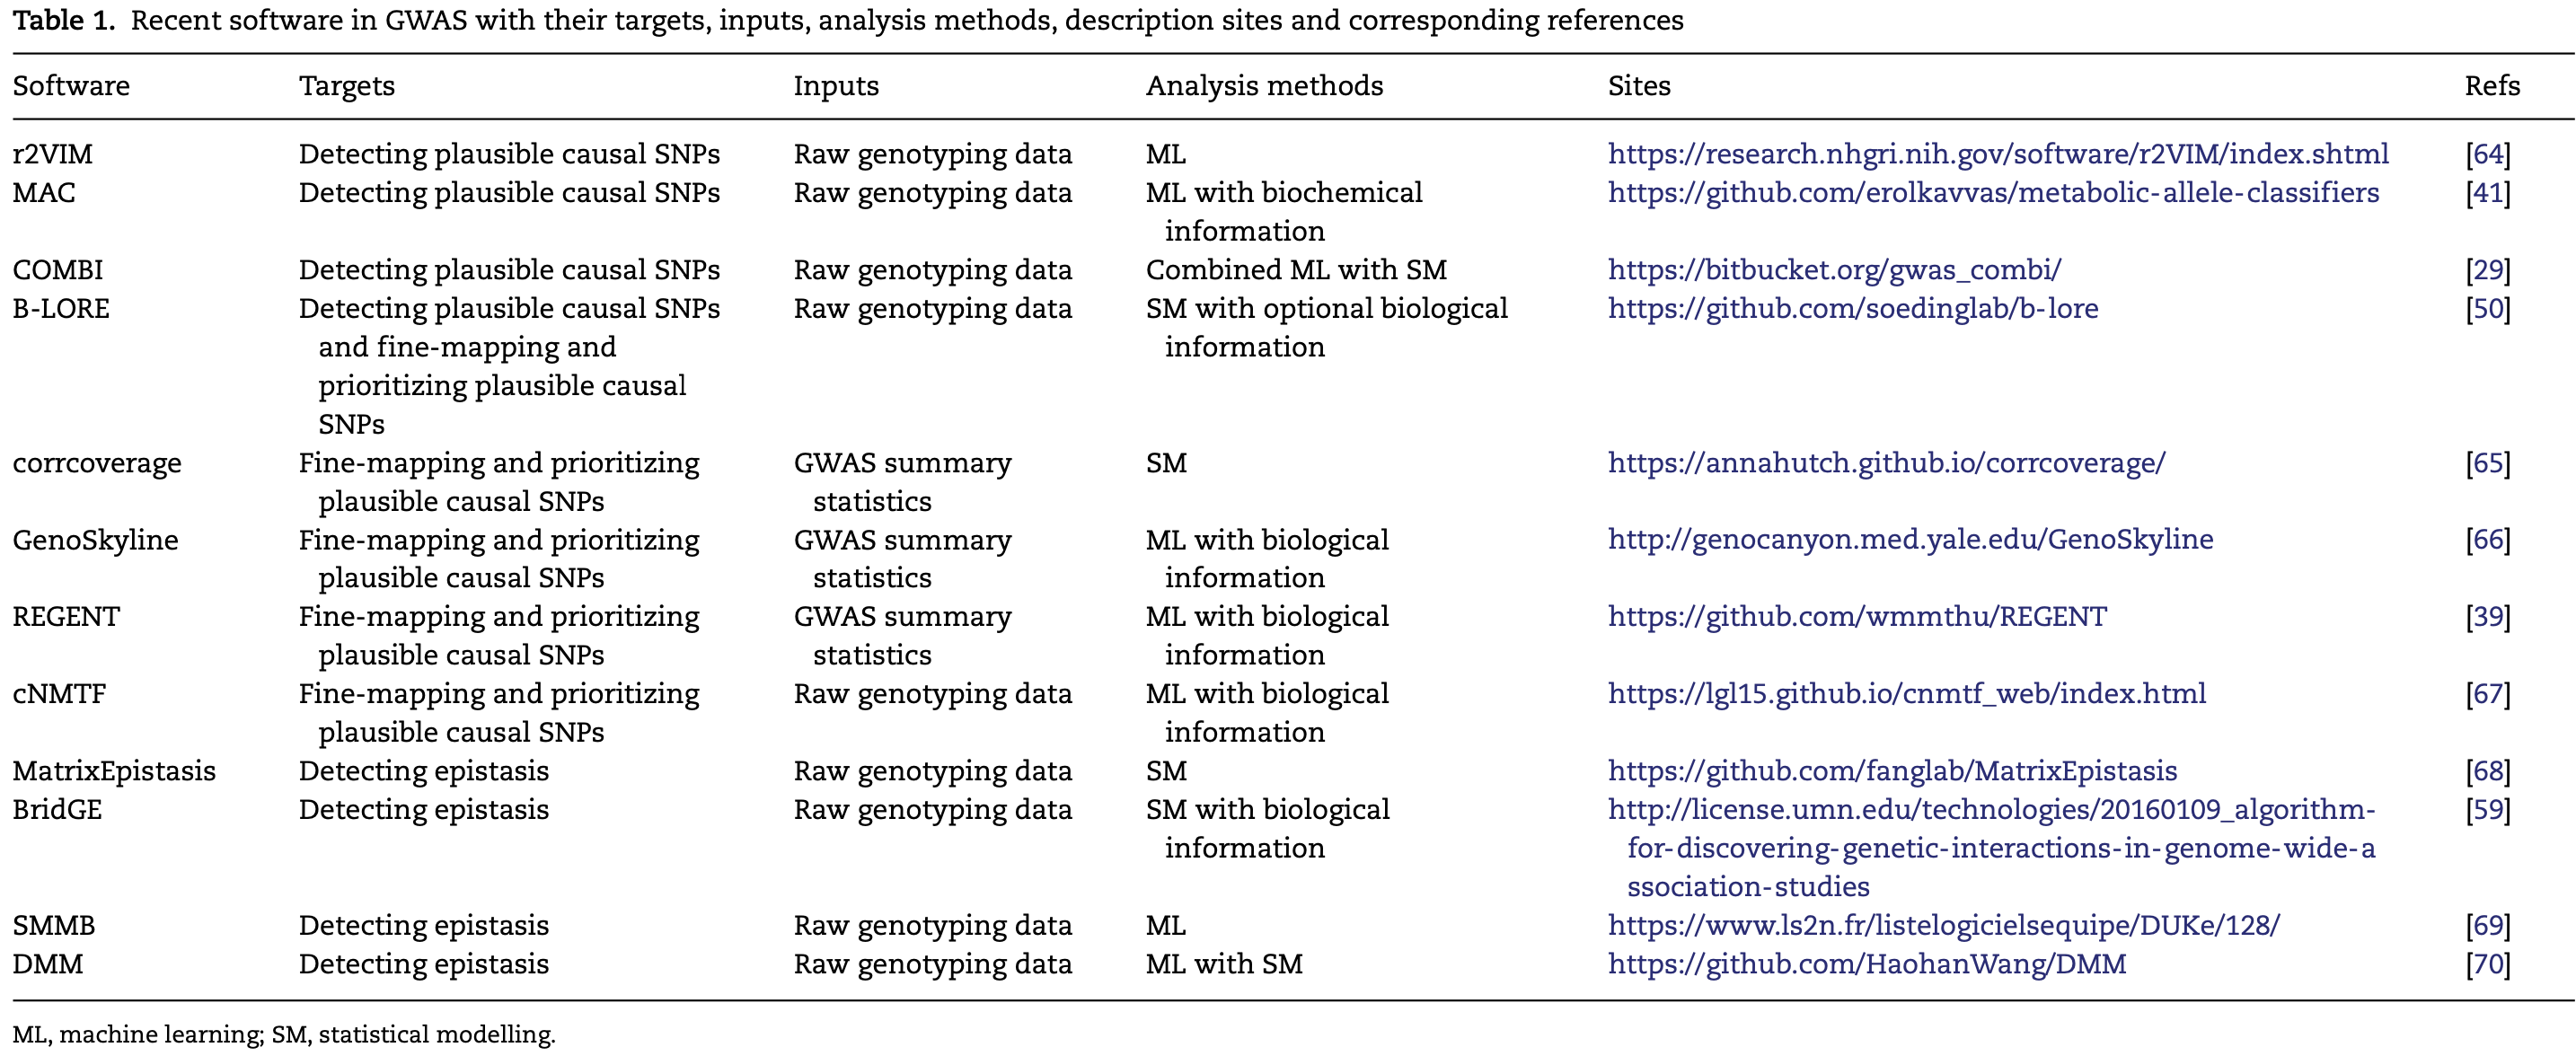 Table 1. Recent software in GWAS with their targets, inputs, analysis methods, description sites and corresponding references
Software Targets Inputs Analysis methods Sites Refs
r2VIM Detecting plausible causal SNPs Raw genotyping data ML https://research.nhgri.nih.gov/software/r2VIM/index.shtml [64]
MAC Detecting plausible causal SNPs Raw genotyping data ML with biochemical https://github.com/erolkavvas/metabolic-allele-classifiers [41]
information
COMBI Detecting plausible causal SNPs Raw genotyping data Combined ML with SM https://bitbucket.org/gwas_combi/ [29]
B-LORE Detecting plausible causal SNPs Raw genotyping data SM with optional biological https://github.com/soedinglab/b-lore [50]
and fine-mapping and information
prioritizing plausible causal
SNPs
corrcoverage Fine-mapping and prioritizing GWAS summary SM https://annahutch.github.io/corrcoverage/ [65]
plausible causal SNPs statistics
GenoSkyline Fine-mapping and prioritizing GWAS summary ML with biological http://genocanyon.med.yale.edu/GenoSkyline [66]
plausible causal SNPs statistics information
REGENT Fine-mapping and prioritizing GWAS summary ML with biological https://github.com/wmmthu/REGENT [39]
plausible causal SNPs statistics information
cNMTF Fine-mapping and prioritizing Raw genotyping data ML with biological https://lgl15.github.io/cnmtf_web/index.html [67]
plausible causal SNPs information
MatrixEpistasis Detecting epistasis Raw genotyping data SM https://github.com/fanglab/MatrixEpistasis [68]
BridGE Detecting epistasis Raw genotyping data SM with biological http://license.umn.edu/technologies/20160109_algorithm- [59]
information for-discovering-genetic-interactions-in-genome-wide-a
ssociation-studies
SMMB Detecting epistasis Raw genotyping data ML https://www.ls2n.fr/listelogicielsequipe/DUKe/128/ [69]
DMM Detecting epistasis Raw genotyping data ML with SM https://github.com/HaohanWang/DMM [70]
ML, machine learning; SM, statistical modelling.